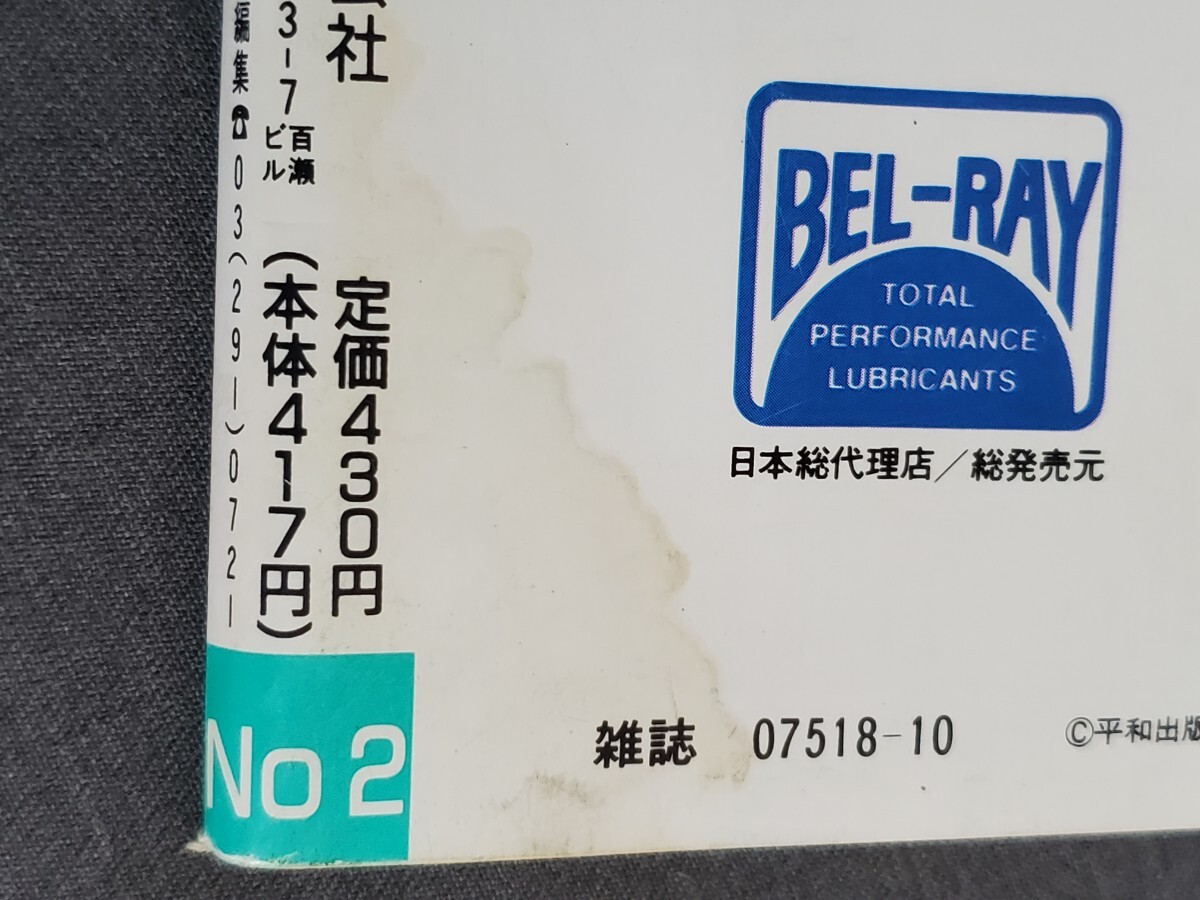 社
定価430円
(本体417円)
3-7
百瀬
ビル
編集☎03(291)0721
No2
BEL-RAY
TOTAL
PERFORMANCE
LUBRICANTS
日本総代理店／総発売元
雑誌 07518-10
©平和出版